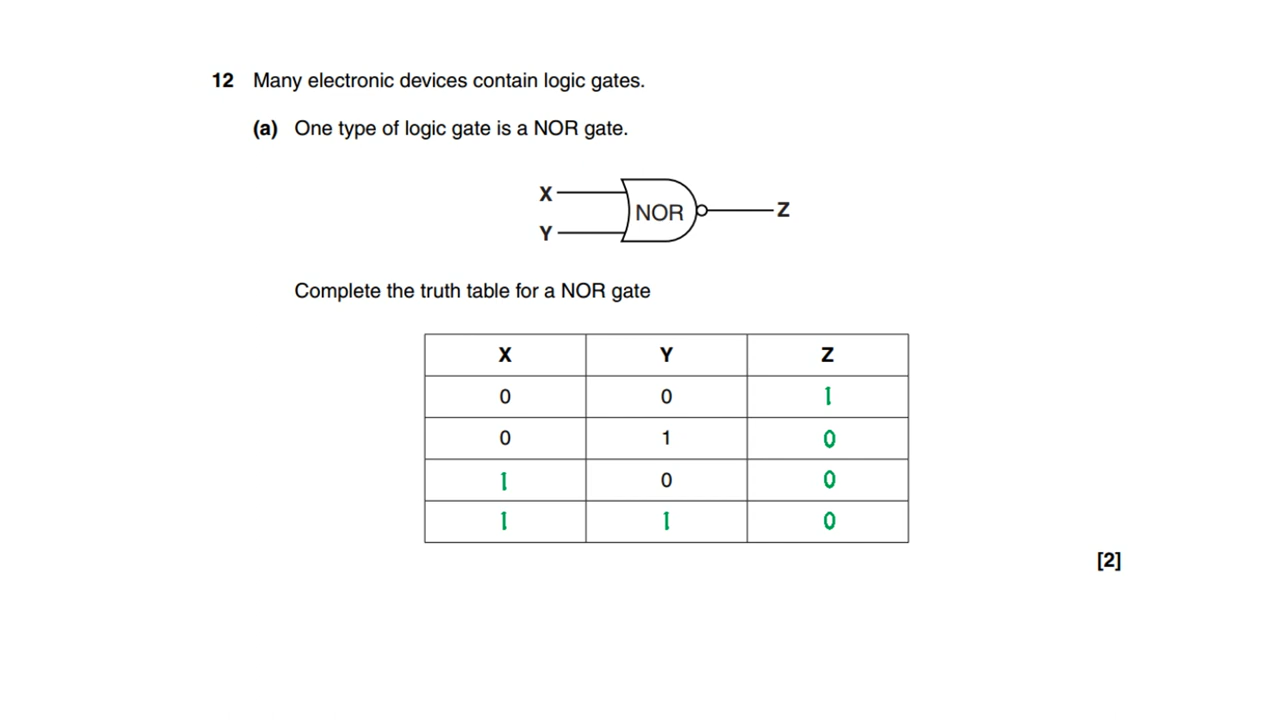 12 Many electronic devices contain logic gates.
(a) One type of logic gate is a NOR gate.
X
NOR
Z
Y
Complete the truth table for a NOR gate
X Y Z
0 0 1
0 1 0
1 0 0
1 1 0
[2]